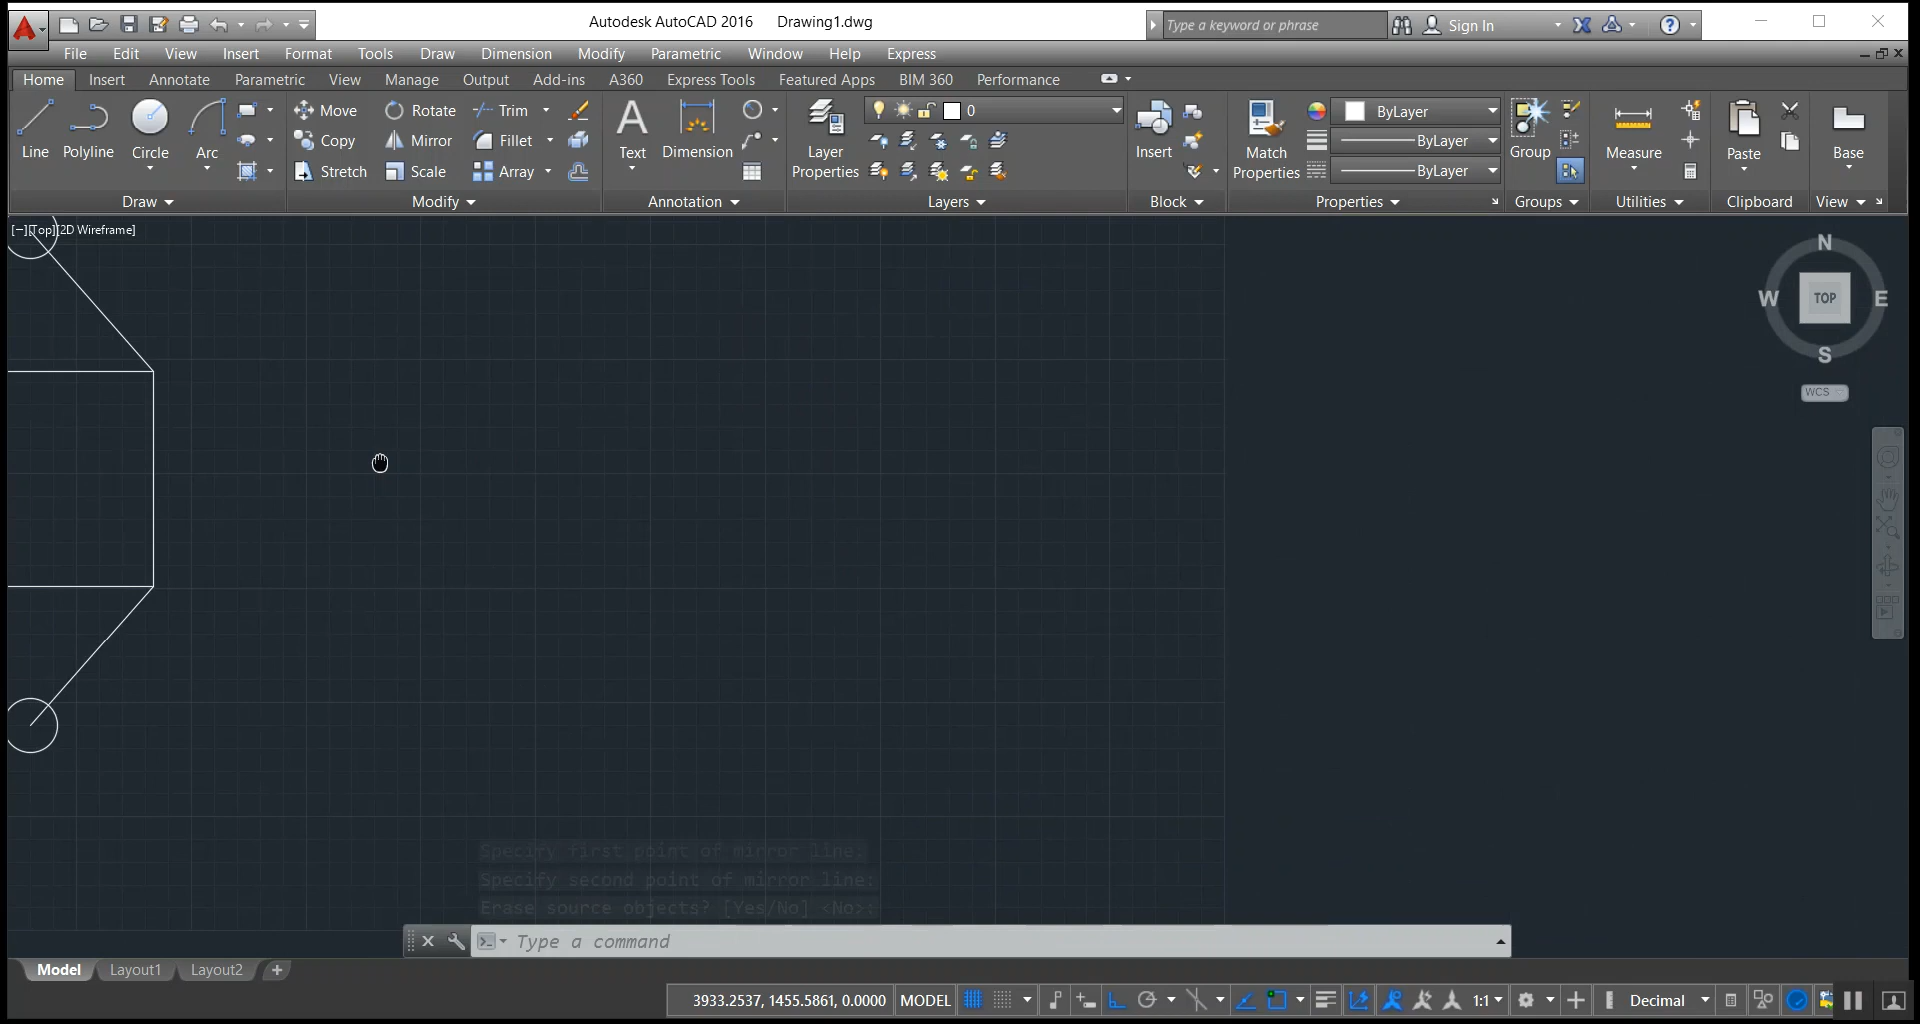 Autodesk AutoCAD 2016 Drawing1.dwg
Type a keyword or phrase
Sign In
File Edit View Insert Format Tools Draw Dimension Modify Parametric Window Help Express
Home Insert Annotate Parametric View Manage Output Add-ins A360 Express Tools Featured Apps BIM 360 Performance
Line Polyline Circle Arc
Move Rotate Trim
Copy Mirror Fillet
Stretch Scale Array
Text Dimension
Layer Properties
0
Insert
Match Properties
ByLayer
ByLayer
ByLayer
Group
Measure
Paste
Base
Draw Modify Annotation Layers Block Properties Groups Utilities Clipboard View
[−][Top][2D Wireframe]
N
W TOP E
S
WCS
Specify first point of mirror line:
Specify second point of mirror line:
Erase source objects? [Yes/No] <No>:
Type a command
Model Layout1 Layout2 +
3933.2537, 1455.5861, 0.0000 MODEL 1:1 Decimal